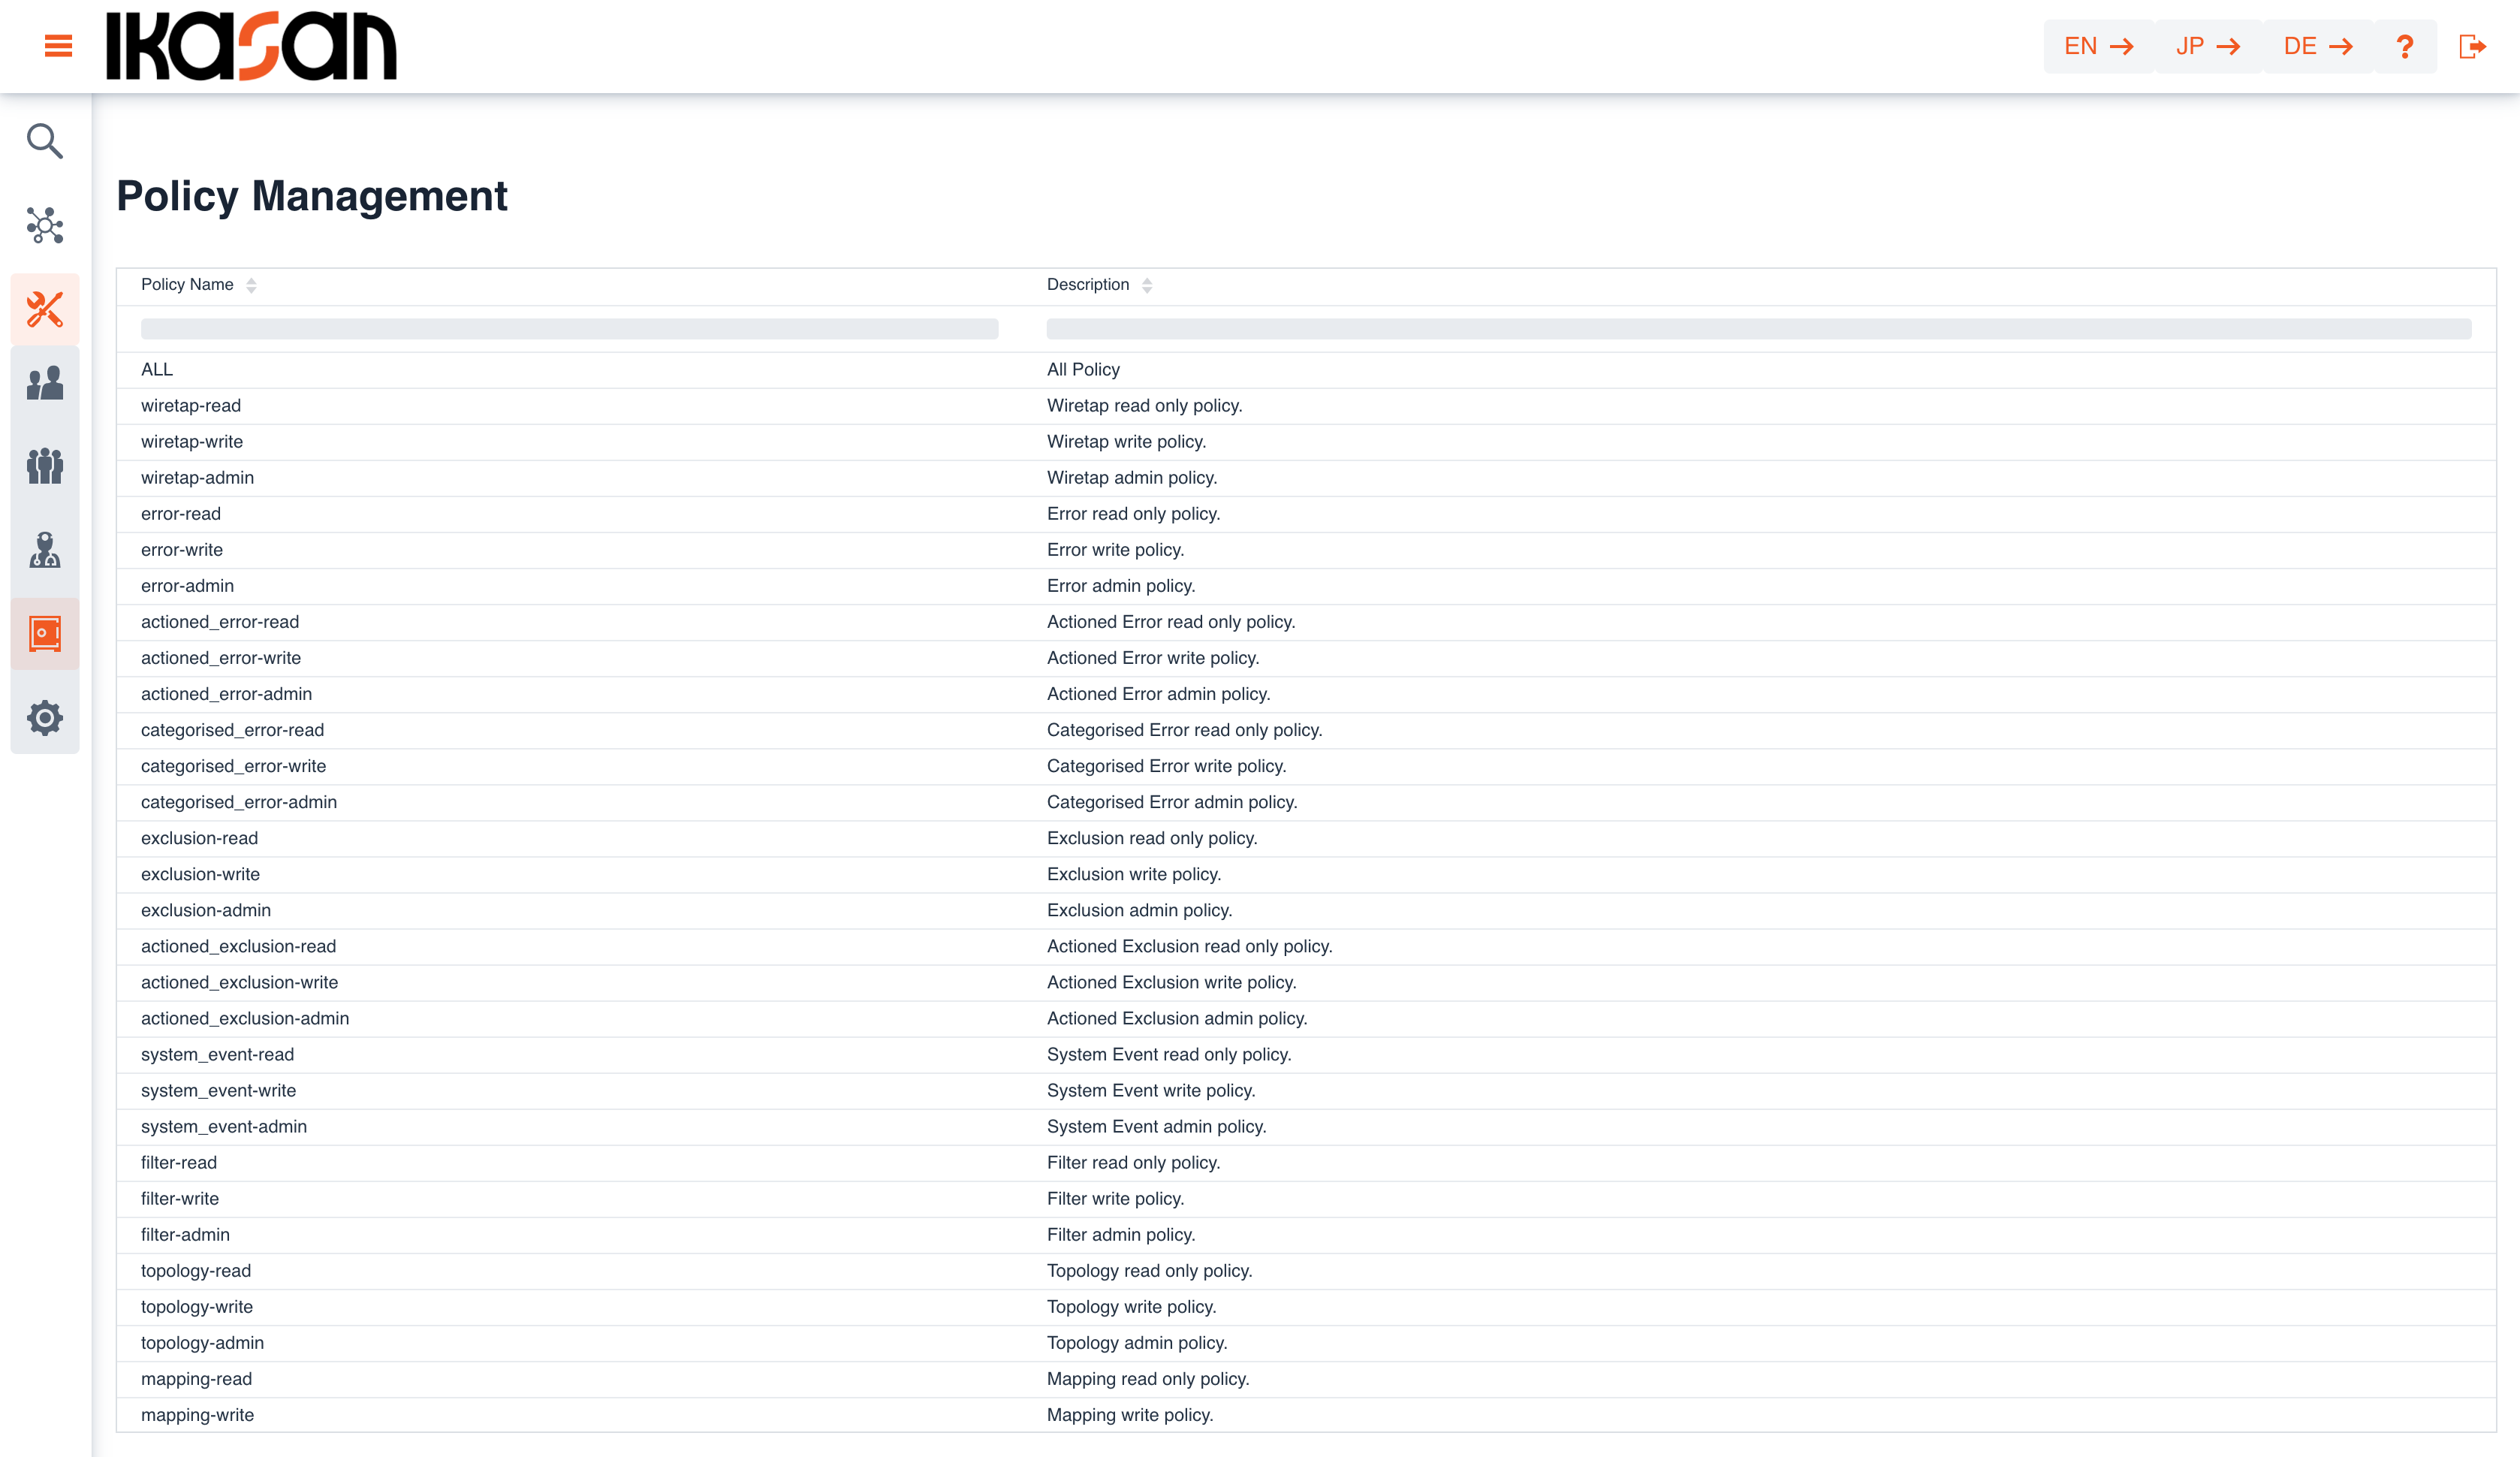 Ikasan
EN JP DE ?
Policy Management
Policy Name Description
ALL All Policy
wiretap-read Wiretap read only policy.
wiretap-write Wiretap write policy.
wiretap-admin Wiretap admin policy.
error-read Error read only policy.
error-write Error write policy.
error-admin Error admin policy.
actioned_error-read Actioned Error read only policy.
actioned_error-write Actioned Error write policy.
actioned_error-admin Actioned Error admin policy.
categorised_error-read Categorised Error read only policy.
categorised_error-write Categorised Error write policy.
categorised_error-admin Categorised Error admin policy.
exclusion-read Exclusion read only policy.
exclusion-write Exclusion write policy.
exclusion-admin Exclusion admin policy.
actioned_exclusion-read Actioned Exclusion read only policy.
actioned_exclusion-write Actioned Exclusion write policy.
actioned_exclusion-admin Actioned Exclusion admin policy.
system_event-read System Event read only policy.
system_event-write System Event write policy.
system_event-admin System Event admin policy.
filter-read Filter read only policy.
filter-write Filter write policy.
filter-admin Filter admin policy.
topology-read Topology read only policy.
topology-write Topology write policy.
topology-admin Topology admin policy.
mapping-read Mapping read only policy.
mapping-write Mapping write policy.